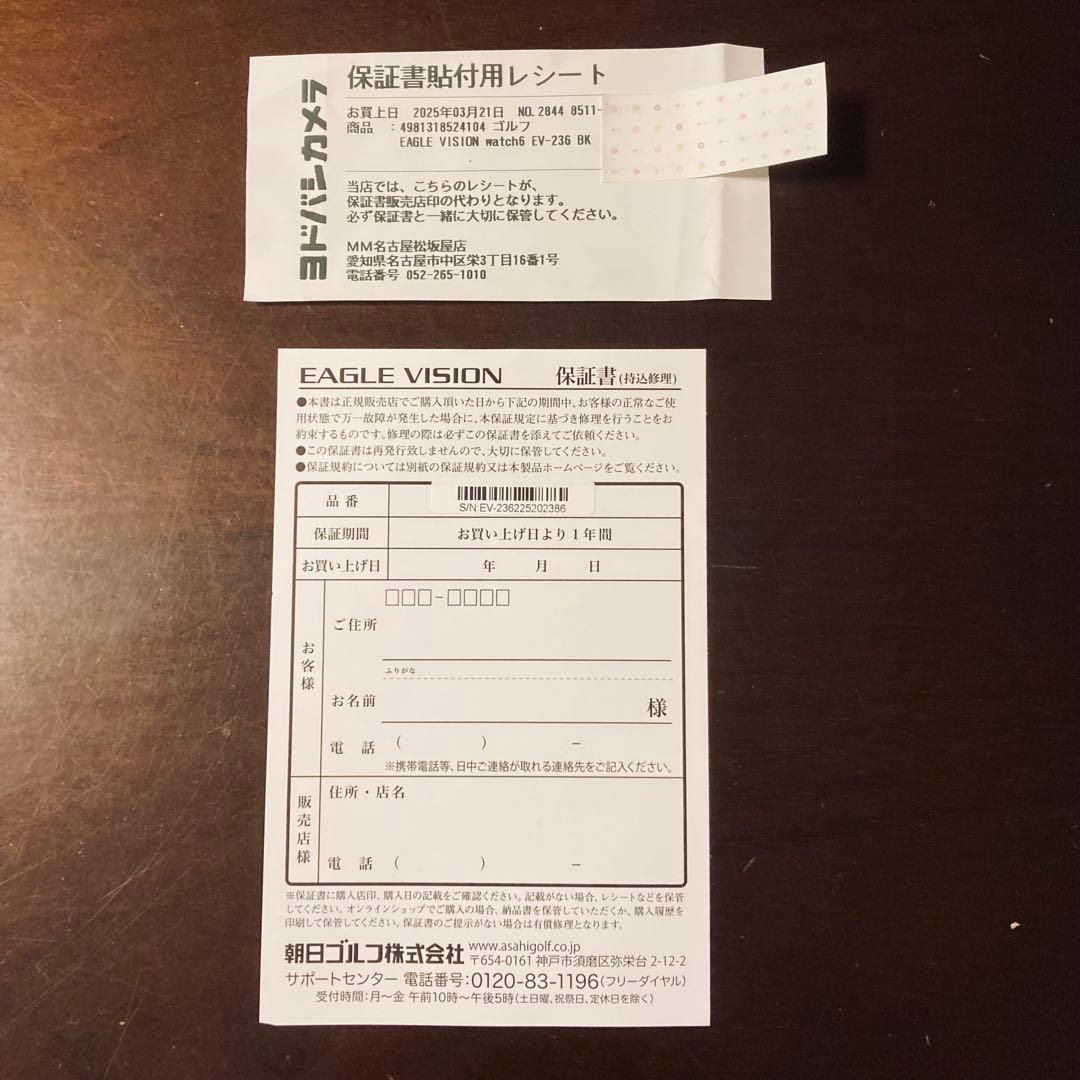 ヨドバシカメラ
保証書貼付用レシート
お買上日 2025年03月21日 NO.2844 8511-
商品 :4981318524104 ゴルフ
EAGLE VISION watch6 EV-236 BK
当店では、こちらのレシートが、
保証書販売店印の代わりとなります。
必ず保証書と一緒に大切に保管してください。
MM名古屋松坂屋店
愛知県名古屋市中区栄3丁目16番1号
電話番号 052-265-1010
EAGLE VISION 保証書(持込修理)
●本書は正規販売店でご購入頂いた日から下記の期間中、お客様の正常なご使
用状態で万一故障が発生した場合に、本保証規定に基づき修理を行うことをお
約束するものです。修理の際は必ずこの保証書を添えてご依頼ください。
●この保証書は再発行致しませんので、大切に保管してください。
●保証規約については別紙の保証規約又は本製品ホームページをご覧ください。
品番
S/N EV-236225202386
保証期間 お買い上げ日より1年間
お買い上げ日 年 月 日
お客様
□□□-□□□□
ご住所
ふりがな
お名前 様
電話 ( ) -
※携帯電話等、日中ご連絡が取れる連絡先をご記入ください。
販売店様
住所・店名
電話 ( ) -
※保証書に購入店印、購入日の記載をご確認ください。記載がない場合、レシートなどを保管
してください。オンラインショップでご購入の場合、納品書を保管していただくか、購入履歴を
印刷して保管してください。保証書のご提示がない場合は有償修理となります。
朝日ゴルフ株式会社 www.asahigolf.co.jp
〒654-0161 神戸市須磨区弥栄台 2-12-2
サポートセンター 電話番号:0120-83-1196(フリーダイヤル)
受付時間:月～金 午前10時～午後5時(土日曜、祝祭日、定休日を除く)